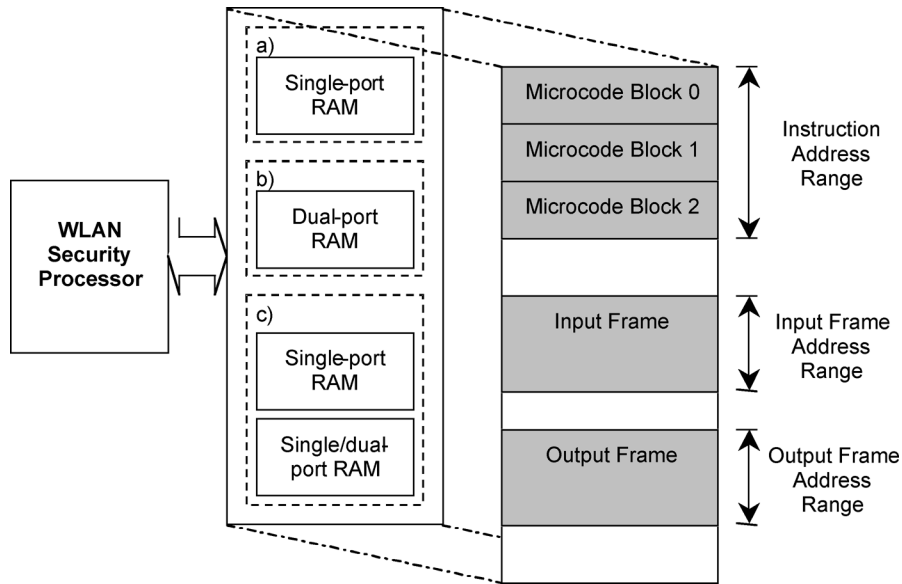 WLAN
Security
Processor
a)
Single-port
RAM
b)
Dual-port
RAM
c)
Single-port
RAM
Single/dual-
port RAM
Microcode Block 0
Microcode Block 1
Microcode Block 2
Input Frame
Output Frame
Instruction
Address
Range
Input Frame
Address
Range
Output Frame
Address
Range